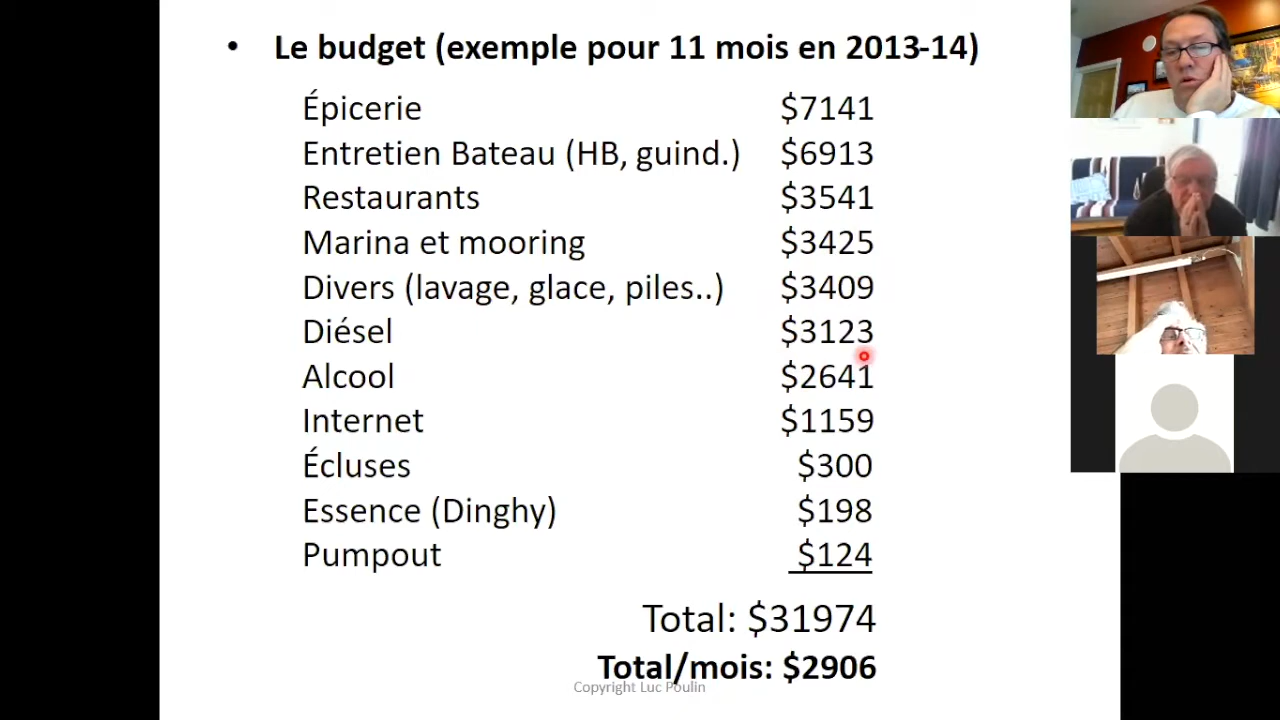 • Le budget (exemple pour 11 mois en 2013-14)
Épicerie $7141
Entretien Bateau (HB, guind.) $6913
Restaurants $3541
Marina et mooring $3425
Divers (lavage, glace, piles..) $3409
Diésel $3123
Alcool $2641
Internet $1159
Écluses $300
Essence (Dinghy) $198
Pumpout $124
Total: $31974
Total/mois: $2906
Copyright Luc Poulin